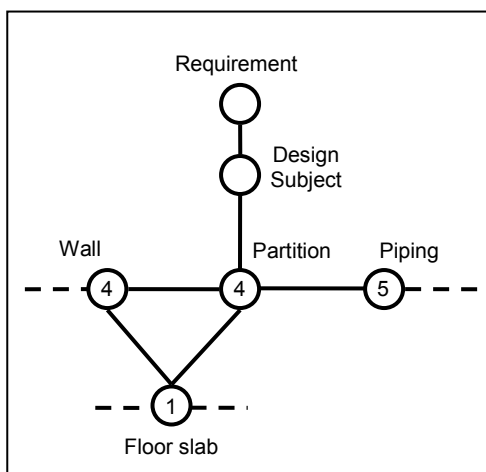 Requirement
Design
Subject
Wall
Partition
Piping
4
4
5
1
Floor slab